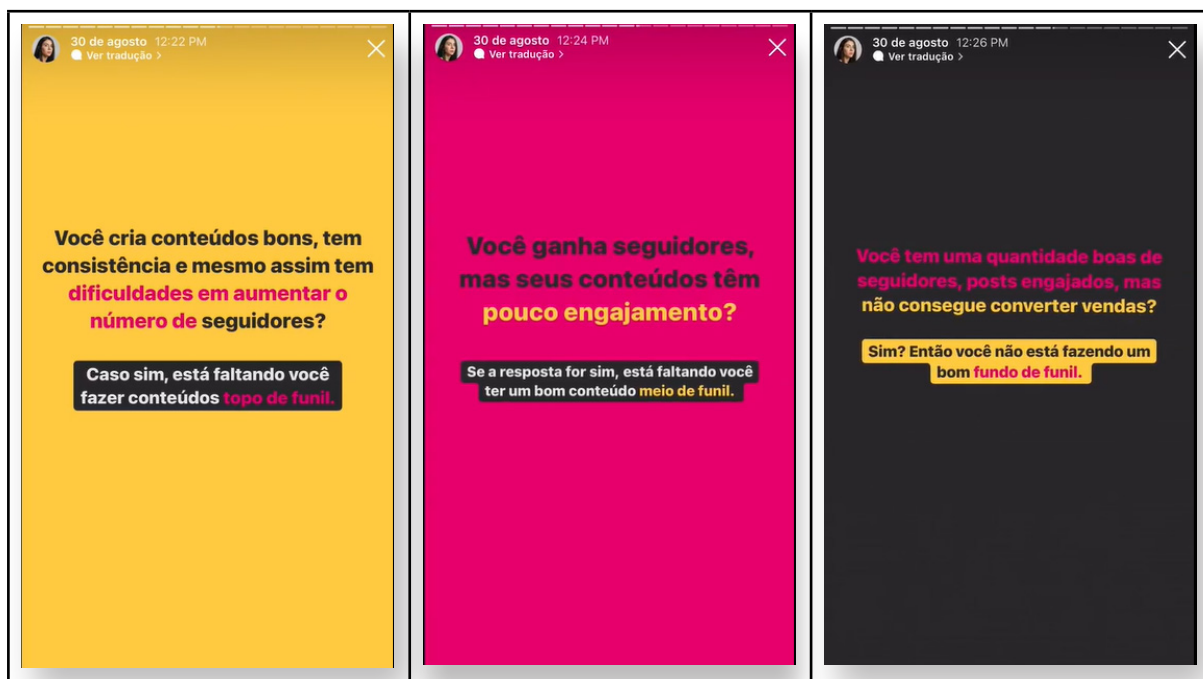 30 de agosto 12:22 PM
Ver tradução >
Você cria conteúdos bons, tem
consistência e mesmo assim tem
dificuldades em aumentar o
número de seguidores?
Caso sim, está faltando você
fazer conteúdos topo de funil.
30 de agosto 12:24 PM
Ver tradução >
Você ganha seguidores,
mas seus conteúdos têm
pouco engajamento?
Se a resposta for sim, está faltando você
ter um bom conteúdo meio de funil.
30 de agosto 12:26 PM
Ver tradução >
Você tem uma quantidade boas de
seguidores, posts engajados, mas
não consegue converter vendas?
Sim? Então você não está fazendo um
bom fundo de funil.